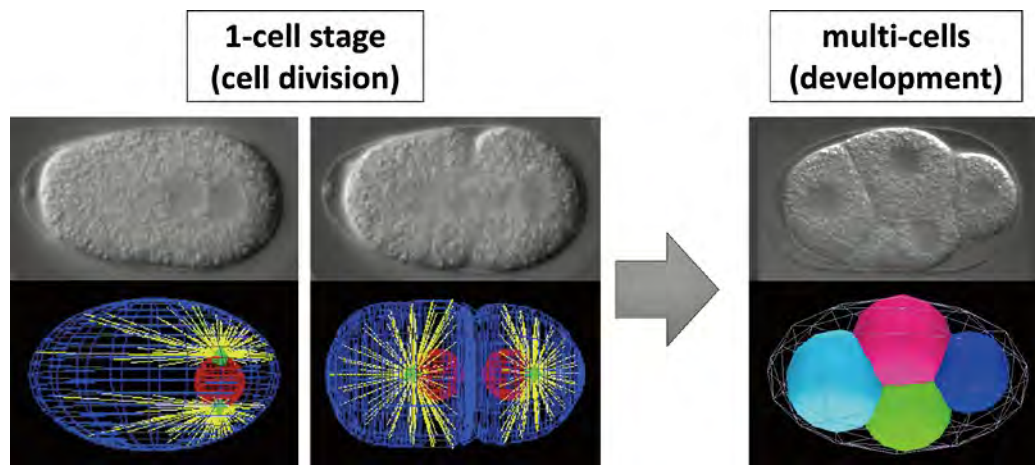 1-cell stage
(cell division)
multi-cells
(development)